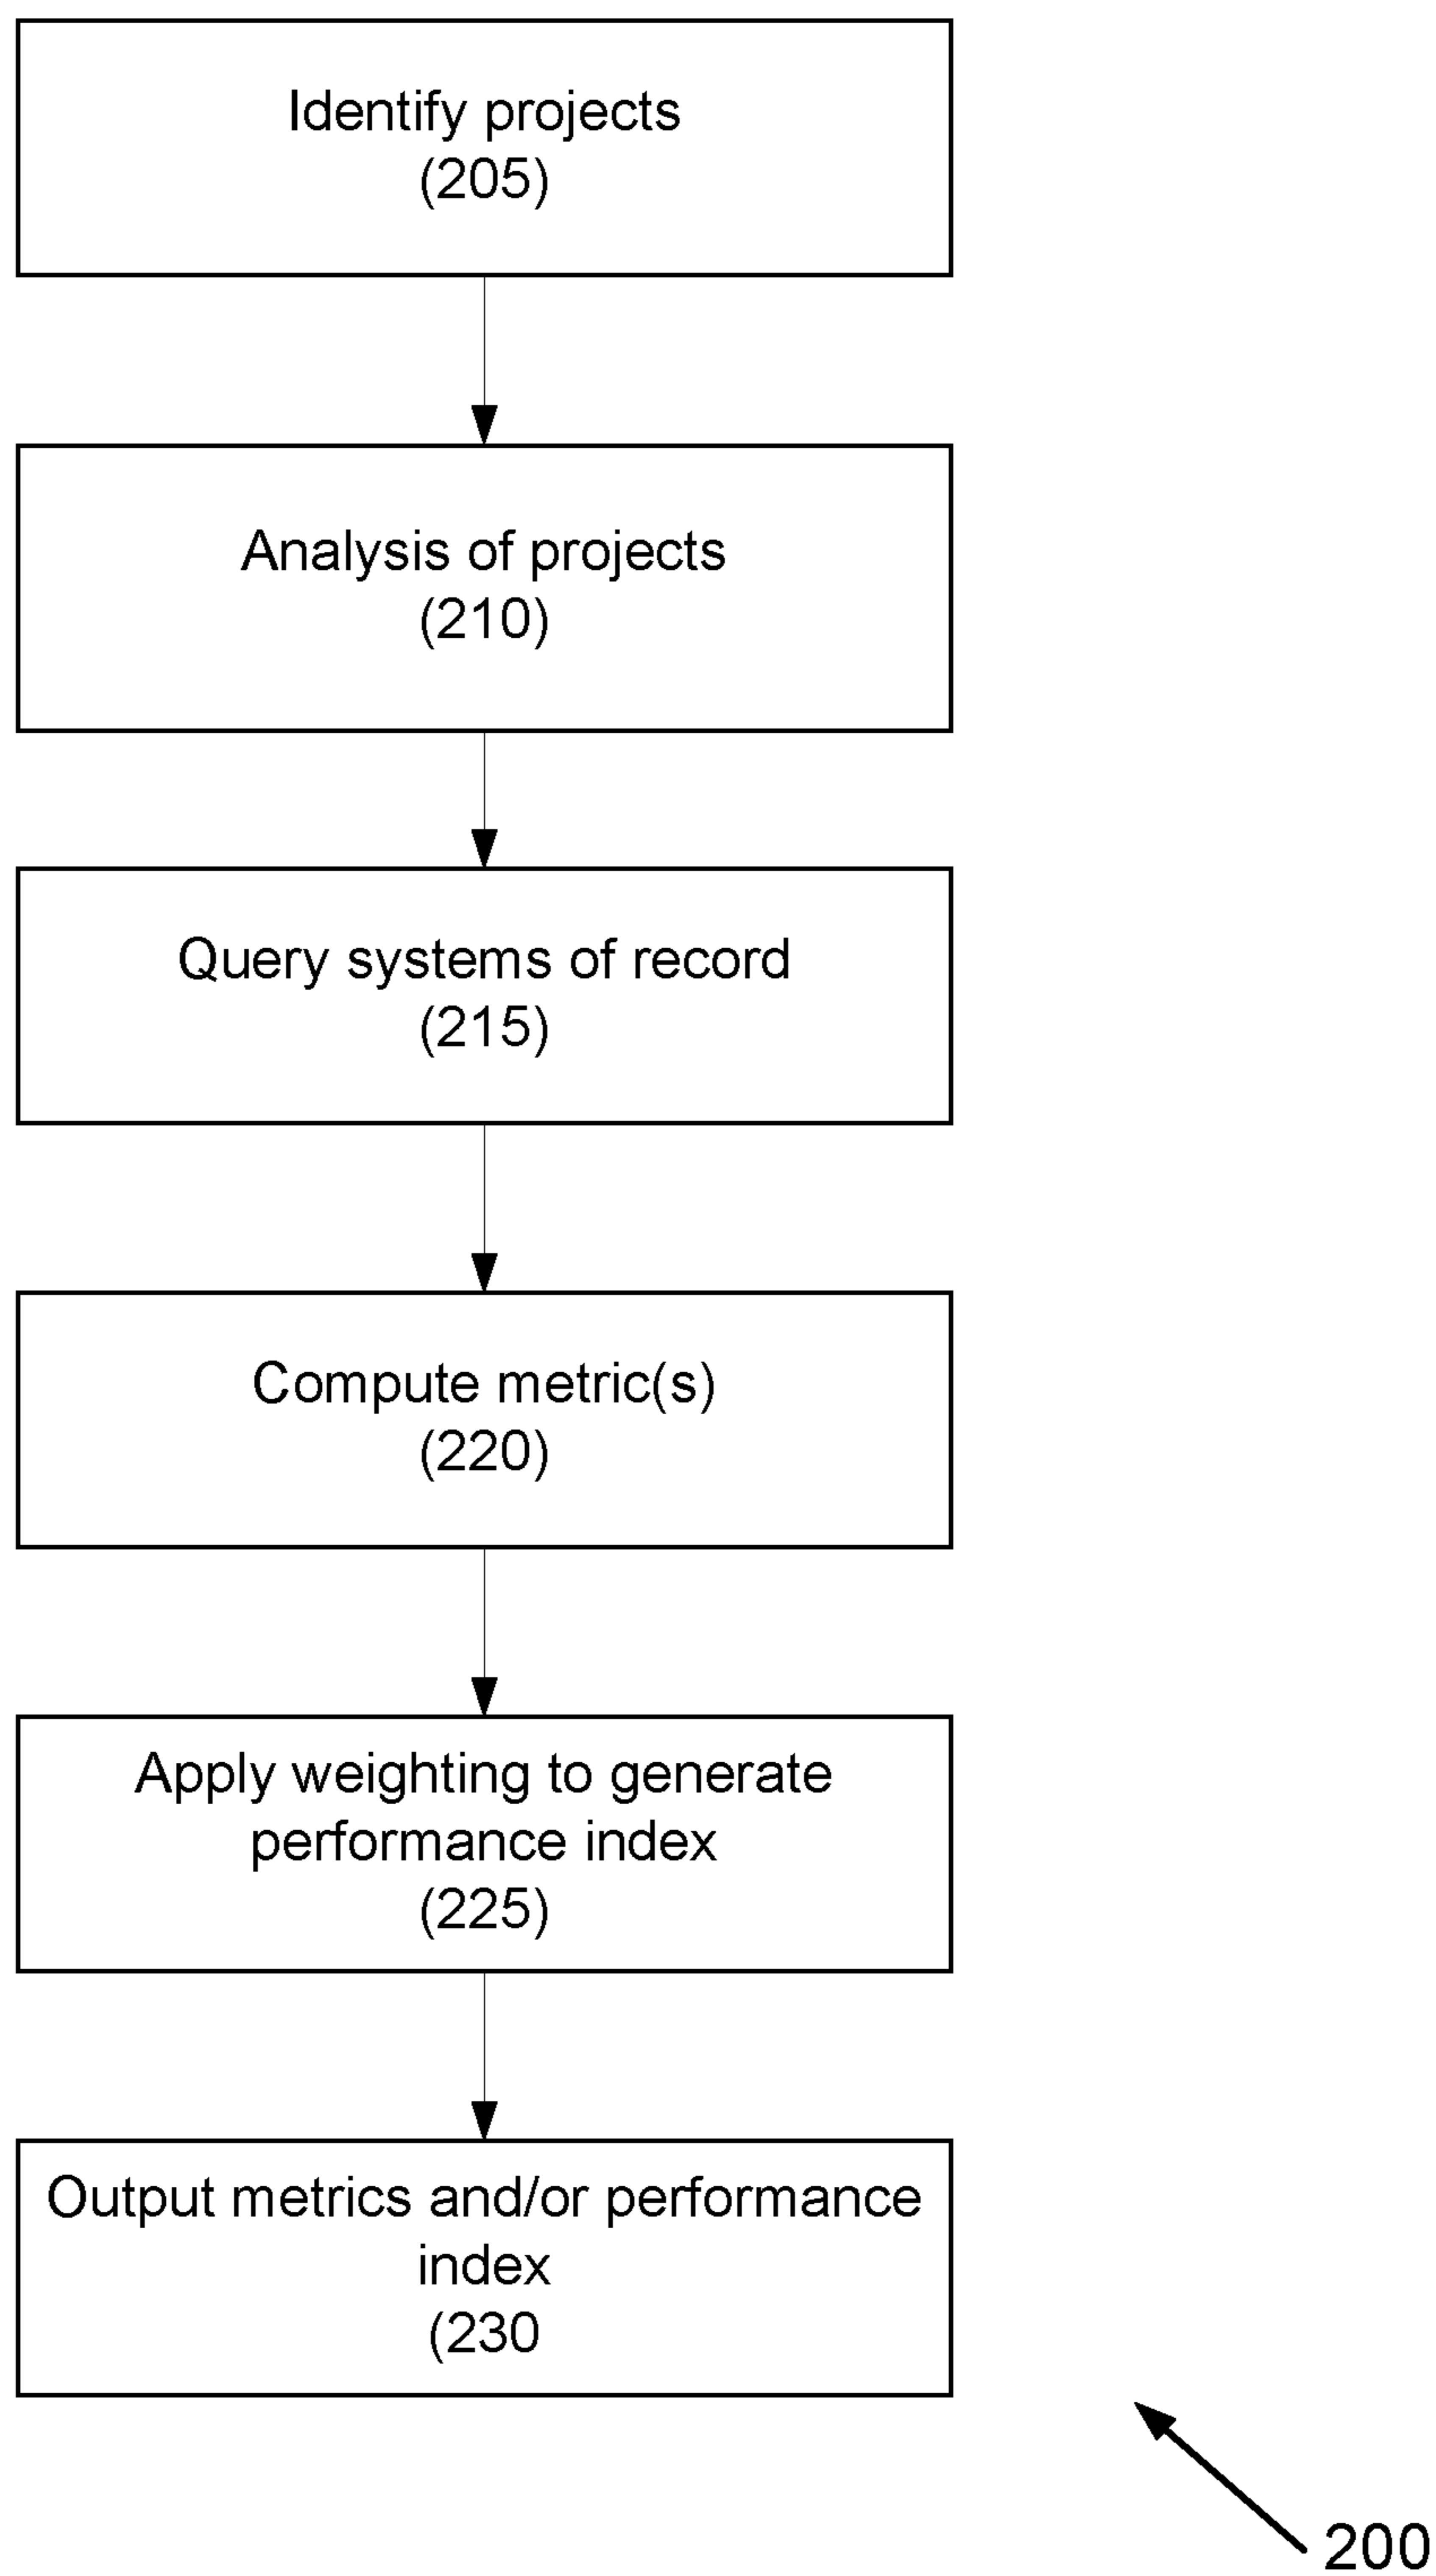 Identify projects
(205)
Analysis of projects
(210)
Query systems of record
(215)
Compute metric(s)
(220)
Apply weighting to generate
performance index
(225)
Output metrics and/or performance
index
(230
200